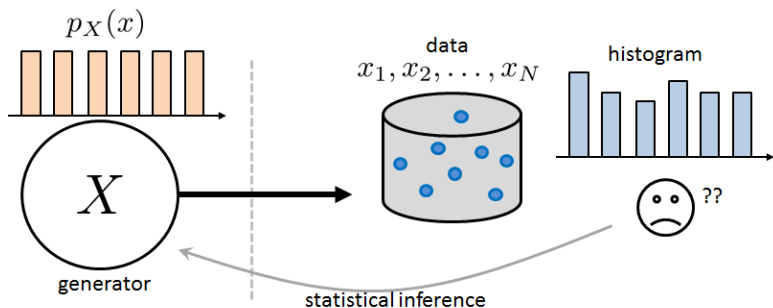 p_X(x)
X
generator
data
x_1, x_2, ..., x_N
histogram
??
statistical inference